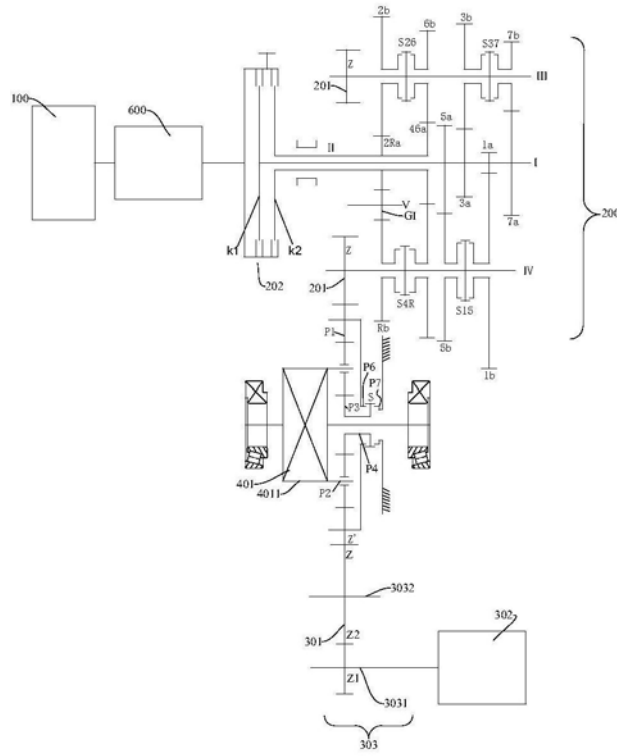 2b
6b
3b
7b
S26
S37
Z
201
III
100
600
II
2Ra
46a
5a
1a
I
200
3a
7a
V
GI
k1
k2
202
Z
201
IV
S4R
S15
P1
Rb
5b
1b
P6
P7
P3
S
401
4011
P2
P4
Z'
Z
3032
301
Z2
302
Z1
3031
303